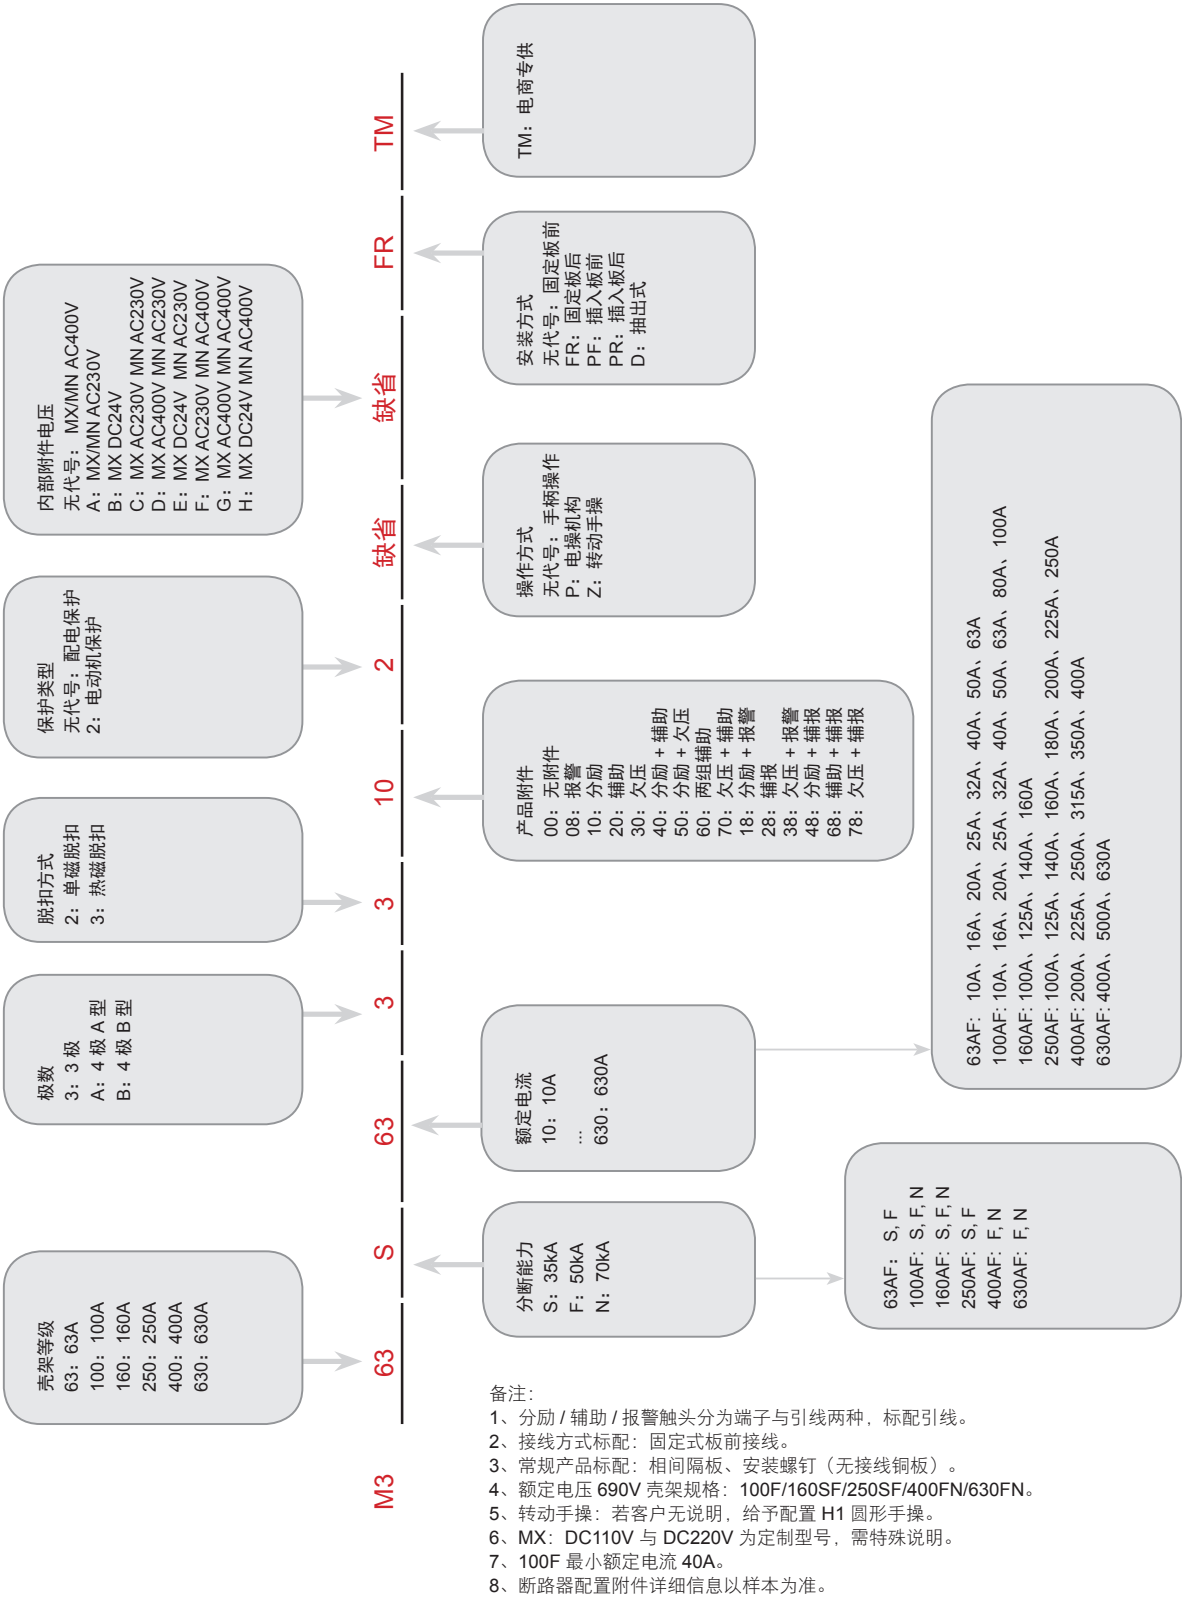 M3
63
S
63
3
3
10
2
缺省
缺省
FR
TM
壳架等级
63：63A
100：100A
160：160A
250：250A
400：400A
630：630A
极数
3：3 极
A：4 极 A 型
B：4 极 B 型
脱扣方式
2：单磁脱扣
3：热磁脱扣
保护类型
无代号：配电保护
2：电动机保护
内部附件电压
无代号： MX/MN AC400V
A：MX/MN AC230V
B：MX DC24V
C：MX AC230V MN AC230V
D：MX AC400V MN AC230V
E：MX DC24V MN AC230V
F：MX AC230V MN AC400V
G：MX AC400V MN AC400V
H：MX DC24V MN AC400V
分断能力
S：35kA
F：50kA
N：70kA
额定电流
10：10A
...
630：630A
产品附件
00：无附件
08：报警
10：分励
20：辅助
30：欠压
40：分励 + 辅助
50：分励 + 欠压
60：两组辅助
70：欠压 + 辅助
18：分励 + 报警
28：辅报
38：欠压 + 报警
48：分励 + 辅报
68：辅助 + 辅报
78：欠压 + 辅报
操作方式
无代号：手柄操作
P：电操机构
Z：转动手操
安装方式
无代号：固定板前
FR：固定板后
PF：插入板前
PR：插入板后
D：抽出式
TM：电商专供
63AF： S, F
100AF：S, F, N
160AF：S, F, N
250AF：S, F
400AF：F, N
630AF：F, N
63AF： 10A、16A、20A、25A、32A、40A、50A、63A
100AF: 10A、16A、20A、25A、32A、40A、50A、63A、80A、100A
160AF: 100A、125A、140A、160A
250AF: 100A、125A、140A、160A、180A、200A、225A、250A
400AF: 200A、225A、250A、315A、350A、400A
630AF: 400A、500A、630A
备注：
1、分励 / 辅助 / 报警触头分为端子与引线两种，标配引线。
2、接线方式标配：固定式板前接线。
3、常规产品标配：相间隔板、安装螺钉（无接线铜板）。
4、额定电压 690V 壳架规格：100F/160SF/250SF/400FN/630FN。
5、转动手操：若客户无说明，给予配置 H1 圆形手操。
6、MX：DC110V 与 DC220V 为定制型号，需特殊说明。
7、100F 最小额定电流 40A。
8、断路器配置附件详细信息以样本为准。